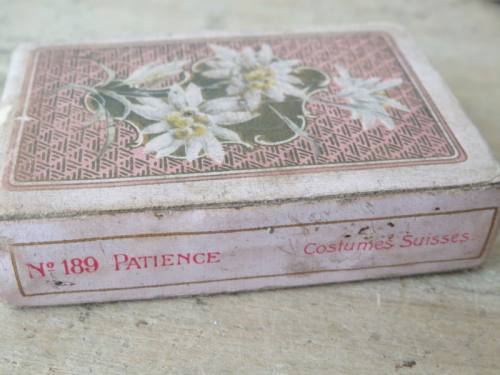 Nº 189 PATIENCE
Costumes Suisses